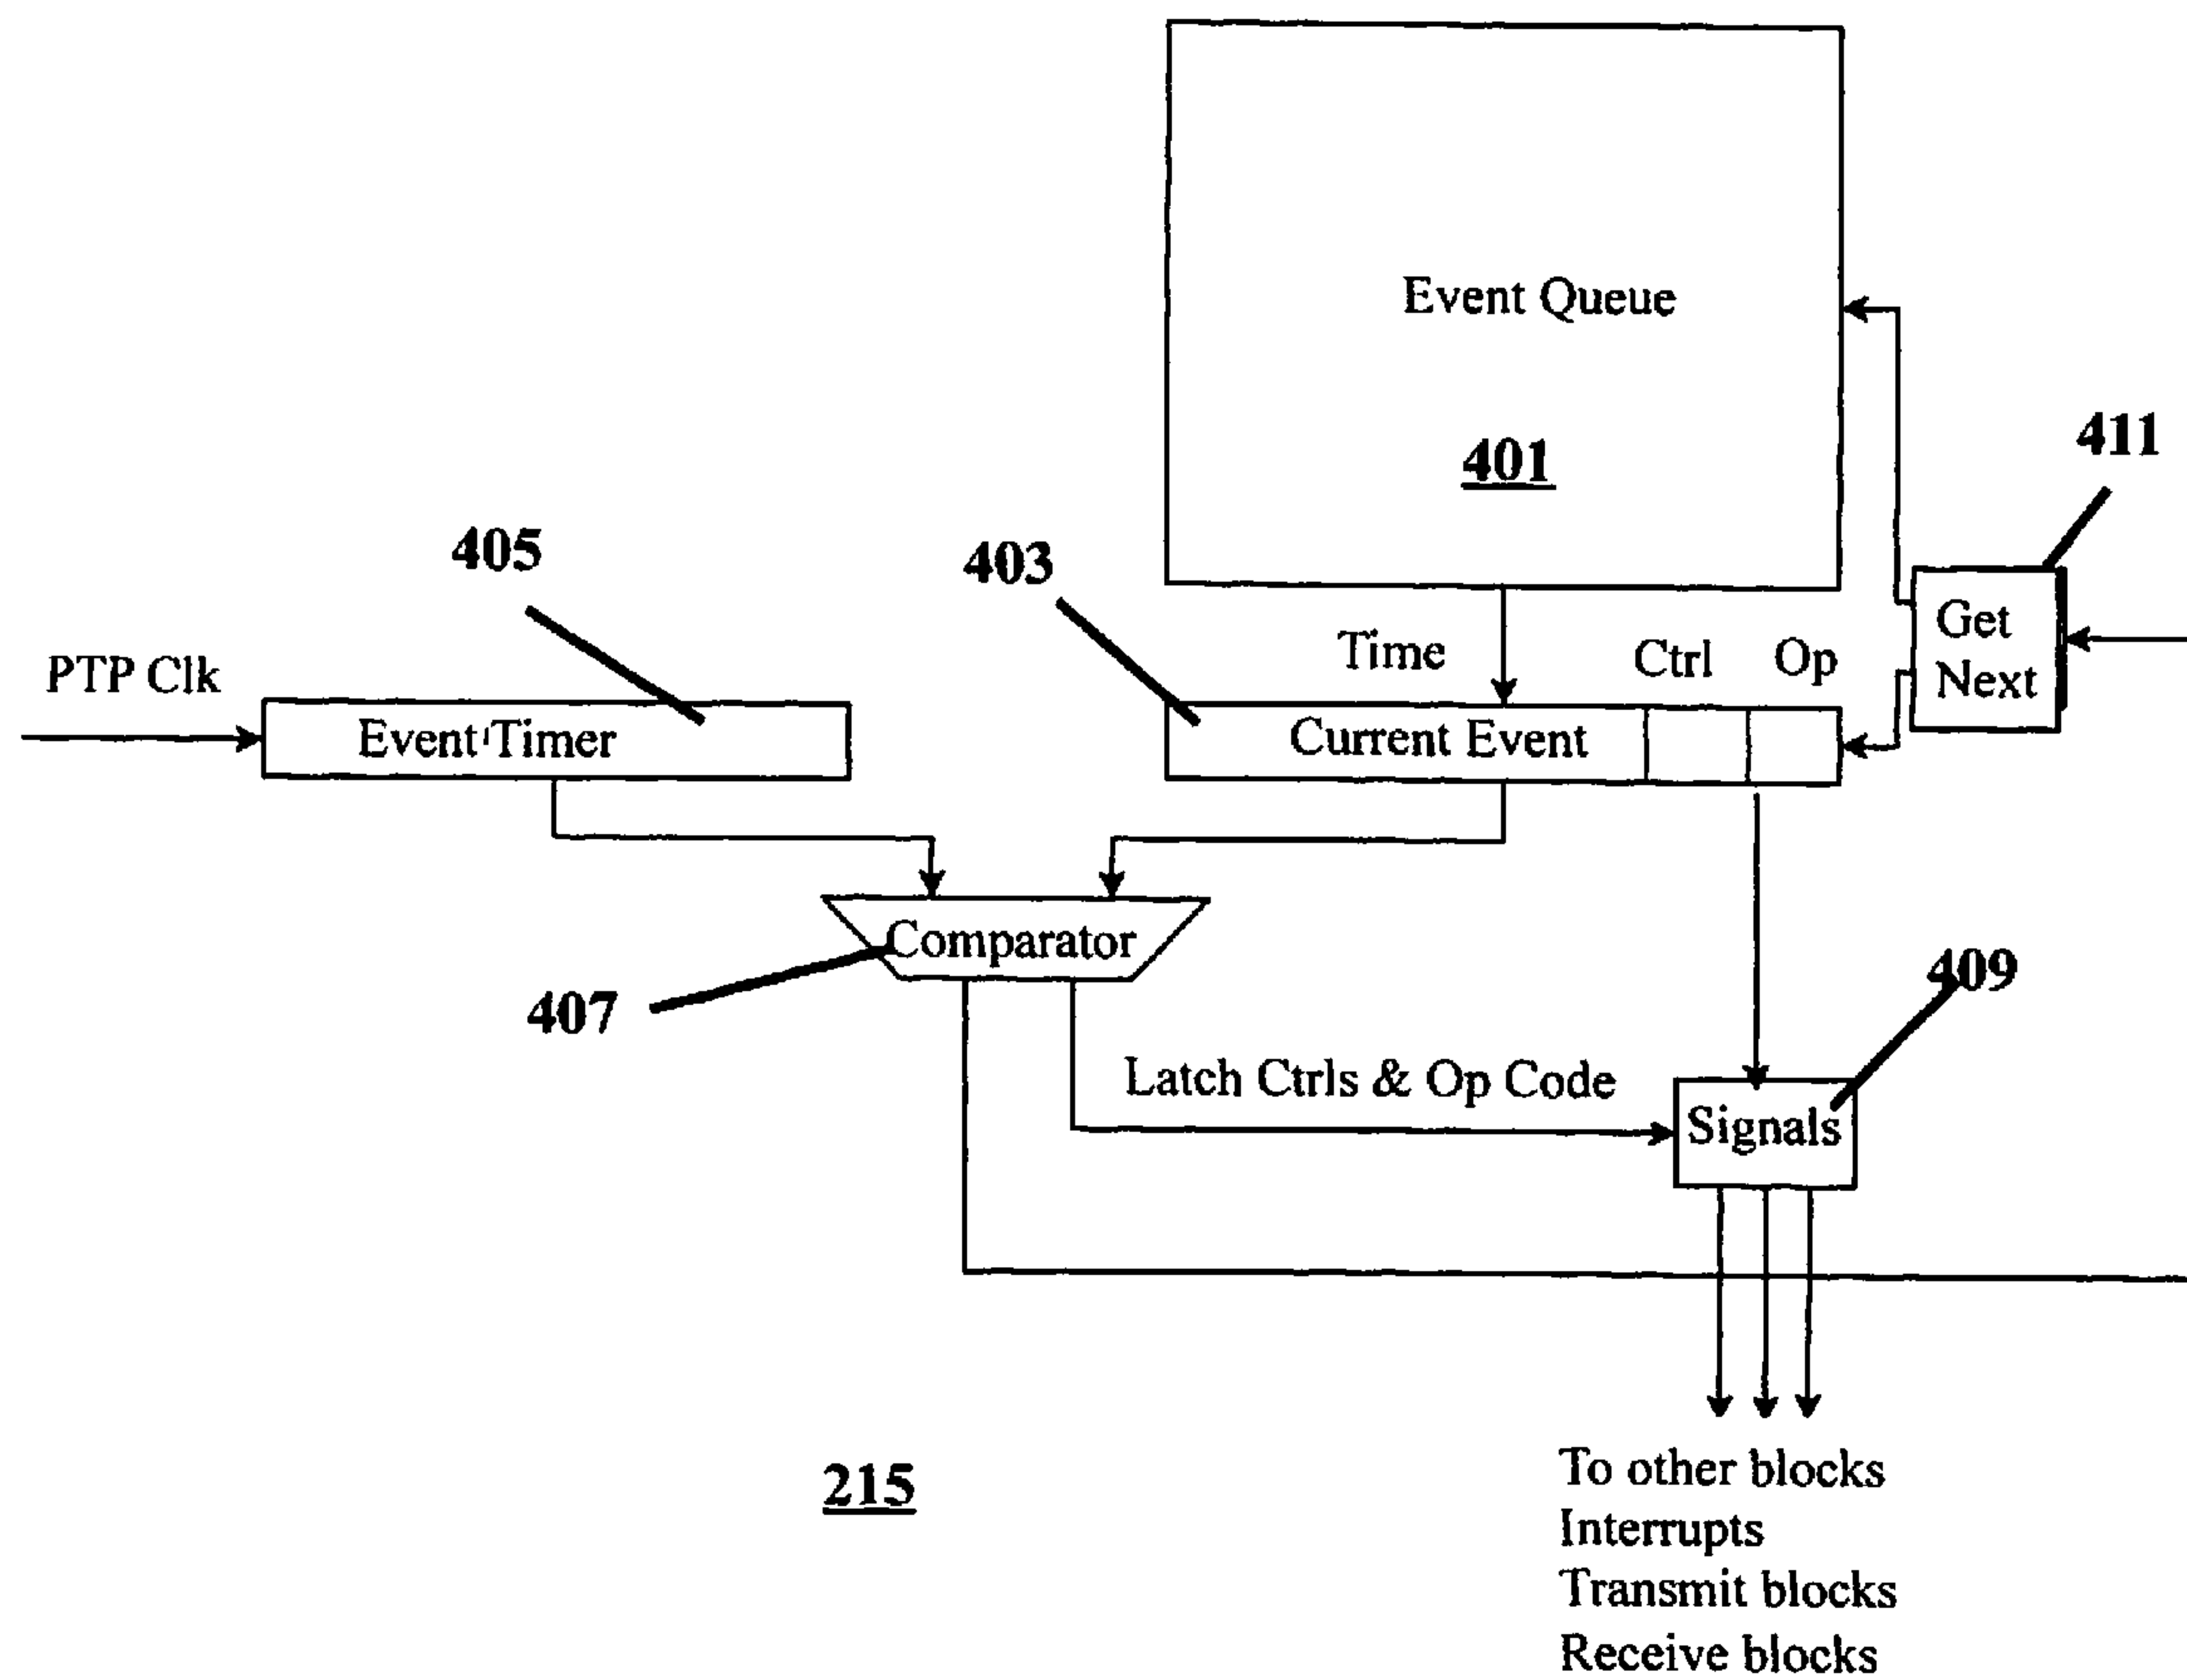 Event Queue
401
411
405
403
Get
Next
Time
Ctrl
Op
PTP Clk
Event Timer
Current Event
Comparator
407
409
Latch Ctrls & Op Code
Signals
215
To other blocks
Interrupts
Transmit blocks
Receive blocks